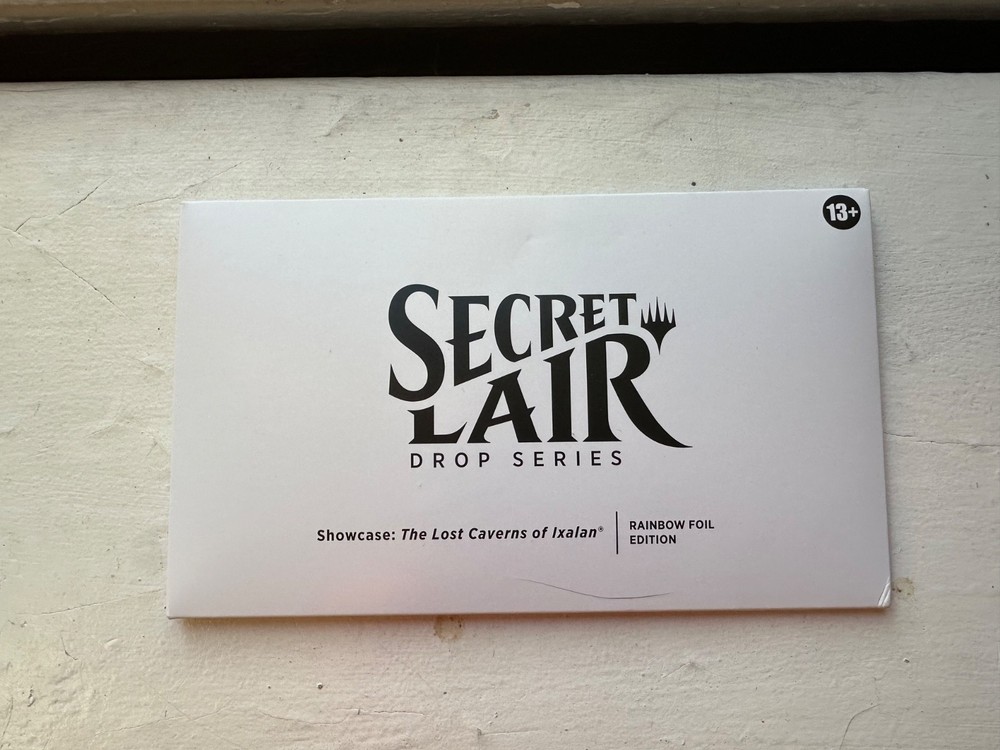 13+
SECRET
LAIR
DROP SERIES
Showcase: The Lost Caverns of Ixalan®
RAINBOW FOIL
EDITION